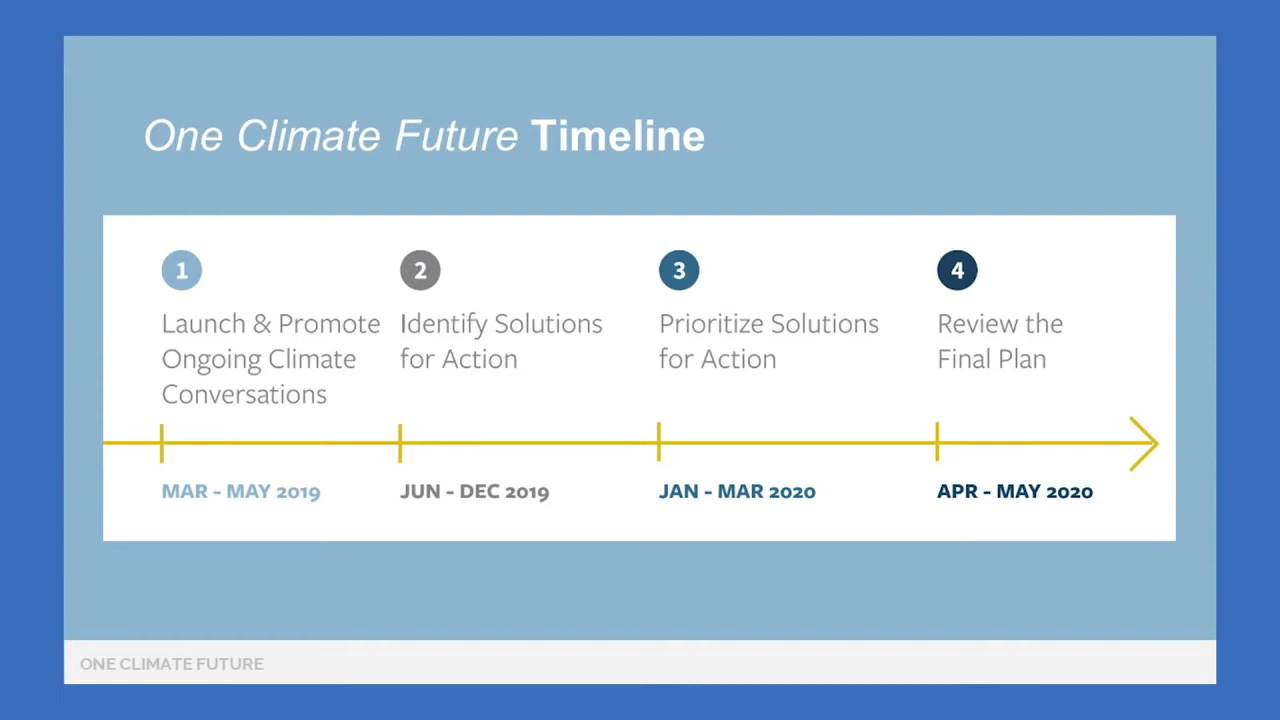 One Climate Future Timeline
1
Launch & Promote
Ongoing Climate
Conversations
MAR - MAY 2019
2
Identify Solutions
for Action
JUN - DEC 2019
3
Prioritize Solutions
for Action
JAN - MAR 2020
4
Review the
Final Plan
APR - MAY 2020
ONE CLIMATE FUTURE